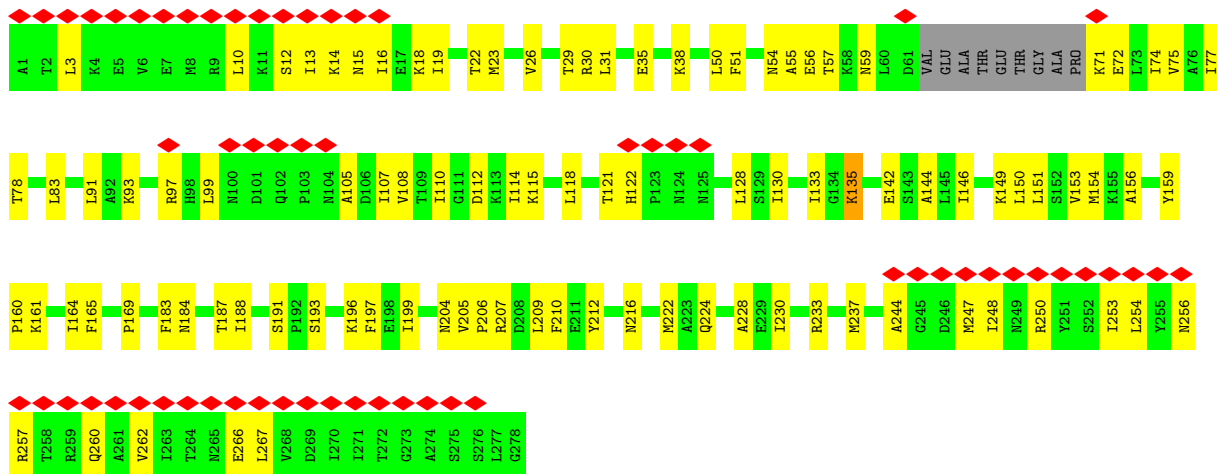 A1 T2 L3 K4 E5 V6 E7 M8 R9 L10 K11 S12 I13 K14 N15 I16 E17 K18 I19 T22 M23 V26 T29 R30 L31 E35 K38 L50 F51 N54 A55 E56 T57 K58 N59 L60 D61 VAL GLU ALA THR GLU THR GLY ALA PRO K71 E72 L73 I74 V75 A76 I77
T78 L83 L91 A92 K93 R97 H98 L99 N100 D101 Q102 P103 N104 A105 D106 I107 V108 T109 I110 G111 D112 K113 I114 K115 L118 T121 H122 P123 N124 N125 L128 S129 I130 I133 G134 K135 E142 S143 A144 L145 I146 K149 L150 L151 S152 V153 M154 K155 A156 Y159
P160 K161 I164 F165 P169 F183 N184 T187 I188 S191 P192 S193 K196 F197 E198 I199 N204 V205 P206 R207 D208 L209 F210 E211 Y212 N216 M222 A223 Q224 A228 E229 I230 R233 M237 A244 G245 D246 M247 I248 N249 R250 Y251 S252 I253 L254 Y255 N256
R257 T258 R259 Q260 A261 V262 I263 T264 N265 E266 L267 V268 D269 I270 I271 T272 G273 A274 S275 S276 L277 G278